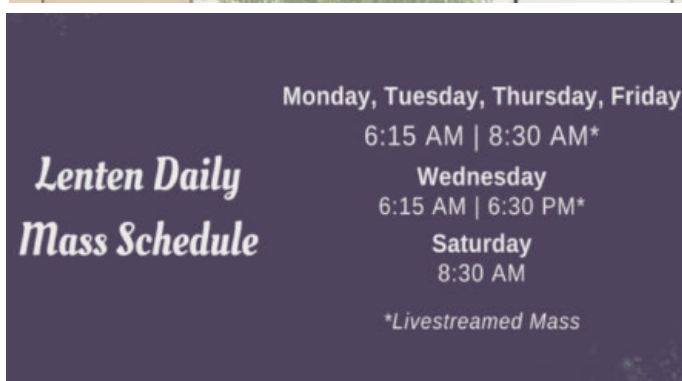 Lenten Daily
Mass Schedule
Monday, Tuesday, Thursday, Friday
6:15 AM | 8:30 AM*
Wednesday
6:15 AM | 6:30 PM*
Saturday
8:30 AM
*Livestreamed Mass